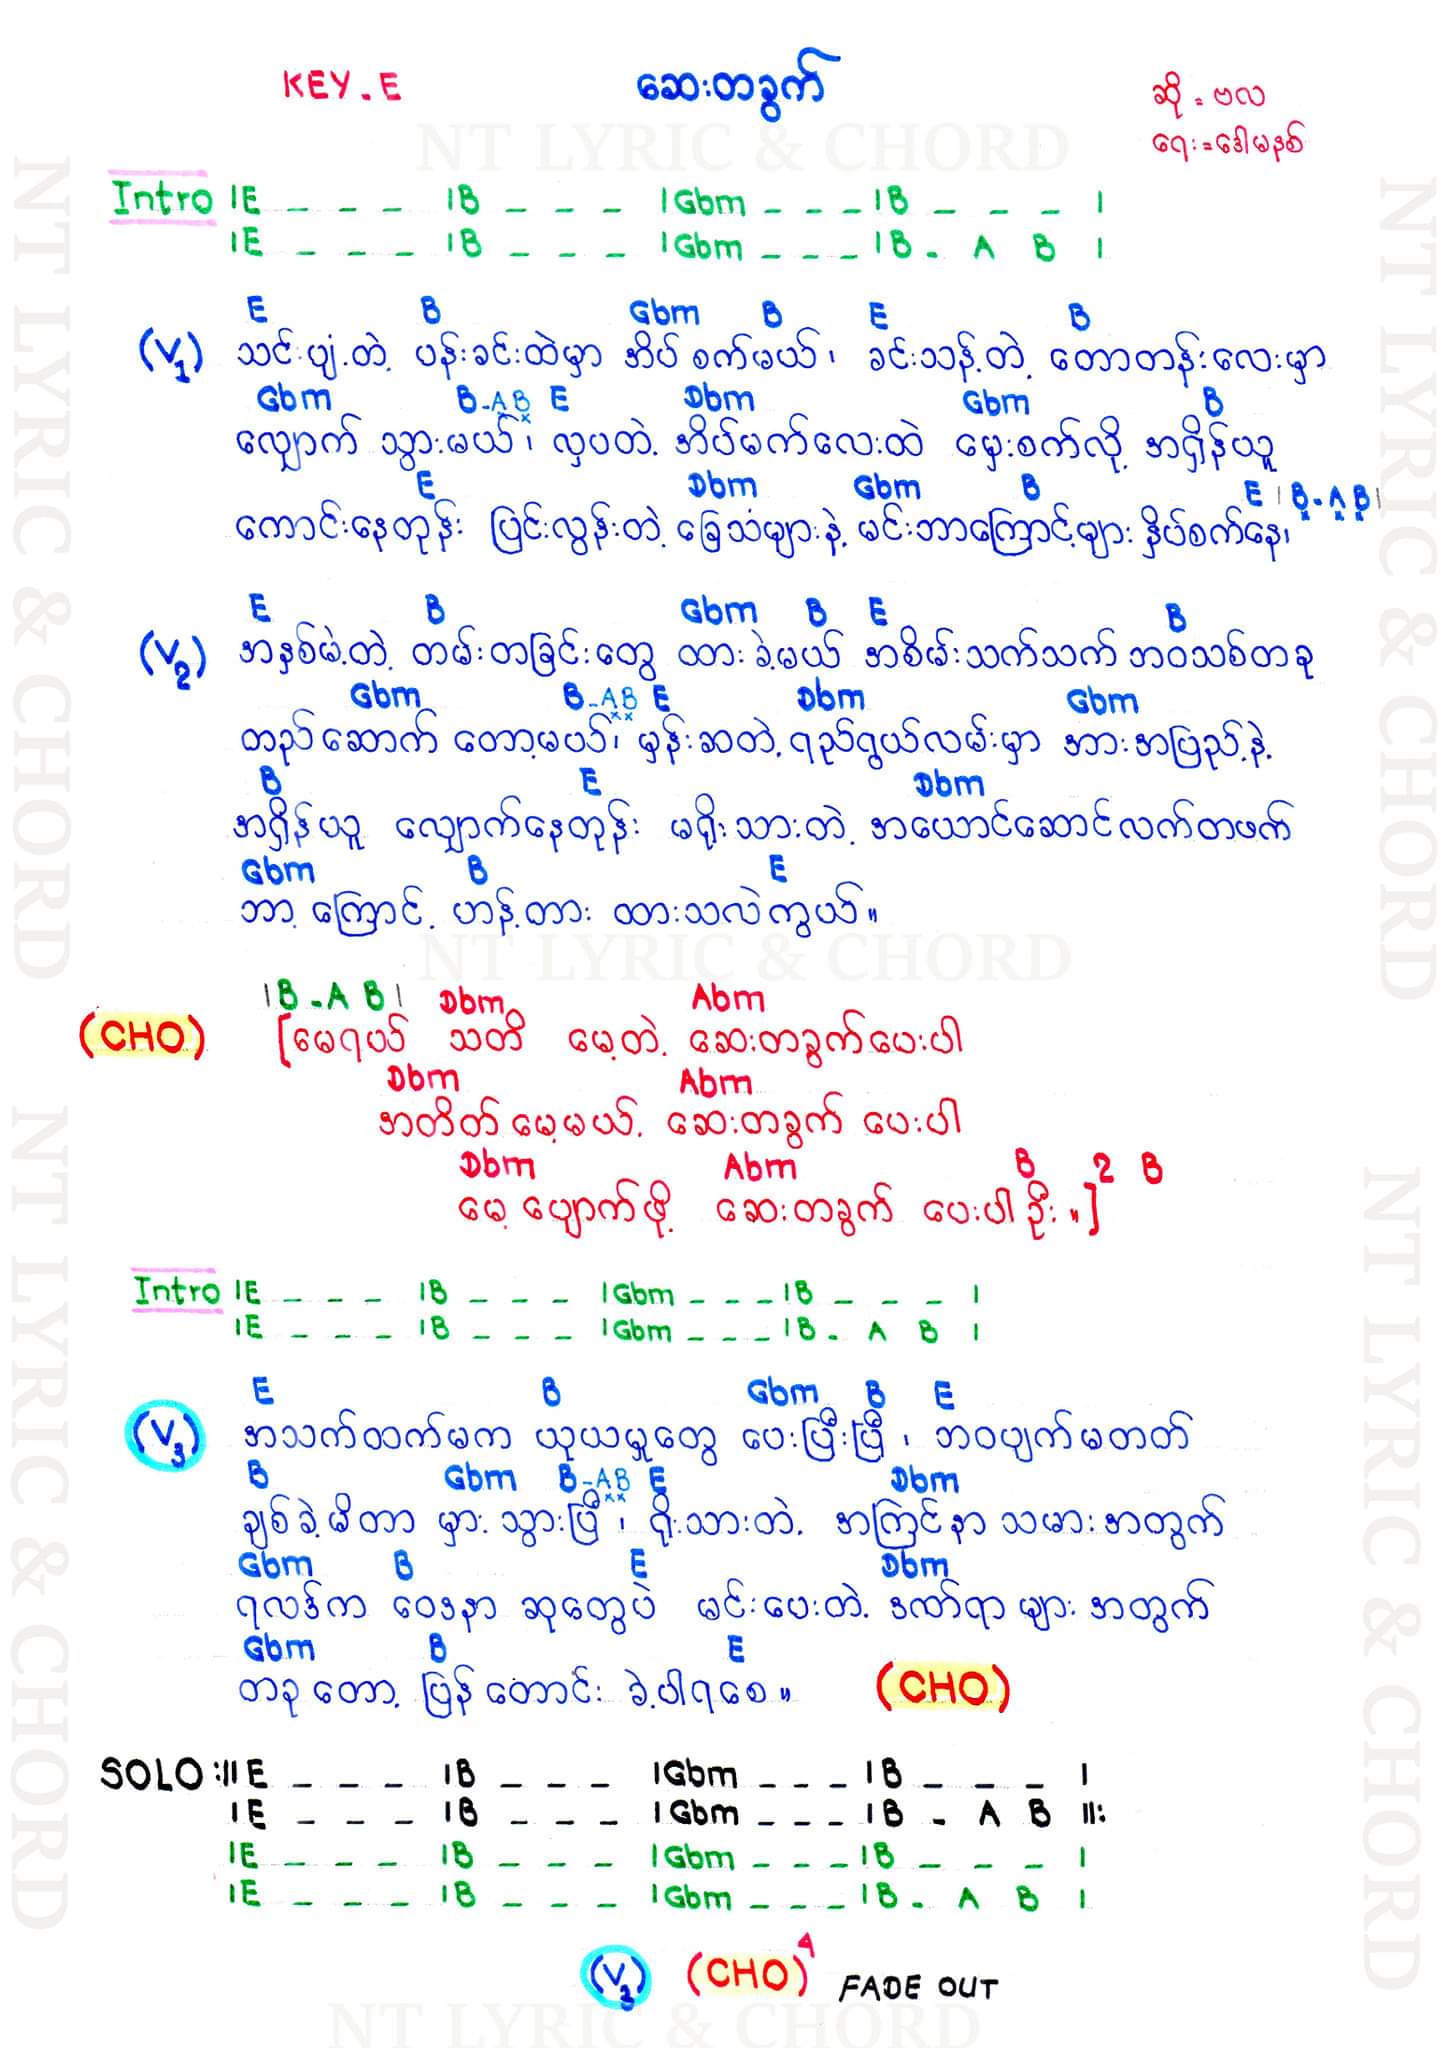 KEY - E
ဆေးတခွက်
ဆို = ဗလ
ရေး = ဒေါမနစ်
NT LYRIC & CHORD
Intro |E _ _ _ |B _ _ _ |Gbm _ _ _ |B _ _ _ |
|E _ _ _ |B _ _ _ |Gbm _ _ _ |B - A B |
E B Gbm B E B
(V1) သင်းပျံ့တဲ့ ပန်းခင်းထဲမှာ အိပ်စက်မယ်၊ ခင်းသန့်တဲ့ တောတန်းလေးမှာ
Gbm B-AB E Dbm Gbm B
လျှောက် သွားမယ်၊ လှပတဲ့ အိပ်မက်လေးထဲ မှေးစက်လို့ အရှိန်ယူ
E Dbm Gbm B E |B - A B|
ကောင်းနေတုန်း ပြင်းလွန်းတဲ့ ခြေသံများနဲ့ မင်းဘာကြောင့်များ နှိပ်စက်နေ၊
E B Gbm B E B
(V2) အနှစ်မဲ့တဲ့ တမ်းတခြင်းတွေ ထားခဲ့မယ် အစိမ်းသက်သက် ဘဝသစ်တခု
Gbm B-AB E Dbm Gbm
တည်ဆောက် တော့မယ်၊ မှန်းဆတဲ့ ရည်ရွယ်လမ်းမှာ အားအပြည့်နဲ့
B E Dbm
အရှိန်ယူ လျှောက်နေတုန်း မရိုးသားတဲ့ အယောင်ဆောင်လက်တဖက်
Gbm B E
ဘာ့ ကြောင့် ဟန့်တား ထားသလဲကွယ်။
|B - A B| Dbm Abm
(CHO) [မေရယ် သတိ မေ့တဲ့ ဆေးတခွက်ပေးပါ
Dbm Abm
အတိတ်မေ့မယ့် ဆေးတခွက် ပေးပါ
Dbm Abm B 2 B
မေ့ပျောက်ဖို့ ဆေးတခွက် ပေးပါဦး။]
Intro |E _ _ _ |B _ _ _ |Gbm _ _ _ |B _ _ _ |
|E _ _ _ |B _ _ _ |Gbm _ _ _ |B - A B |
E B Gbm B E
(V3) အသက်ထက်မက ယုယမှုတွေ ပေးပြီးပြီ၊ ဘဝပျက်မတတ်
B Gbm B-AB E Dbm
ချစ်ခဲ့မိတာ မှား သွားပြီ၊ ရိုးသားတဲ့ အကြင်နာ သမားအတွက်
Gbm B E Dbm
ရလဒ်က ဝေဒနာ ဆုတွေပဲ မင်းပေးတဲ့ ဒဏ်ရာများအတွက်
Gbm B E
တခုတော့ ပြန်တောင်း ခဲ့ပါရစေ။ (CHO)
SOLO :||E _ _ _ |B _ _ _ |Gbm _ _ _ |B _ _ _ |
|E _ _ _ |B _ _ _ |Gbm _ _ _ |B - A B ||:
|E _ _ _ |B _ _ _ |Gbm _ _ _ |B _ _ _ |
|E _ _ _ |B _ _ _ |Gbm _ _ _ |B - A B |
(V3) (CHO)4 FADE OUT
NT LYRIC & CHORD